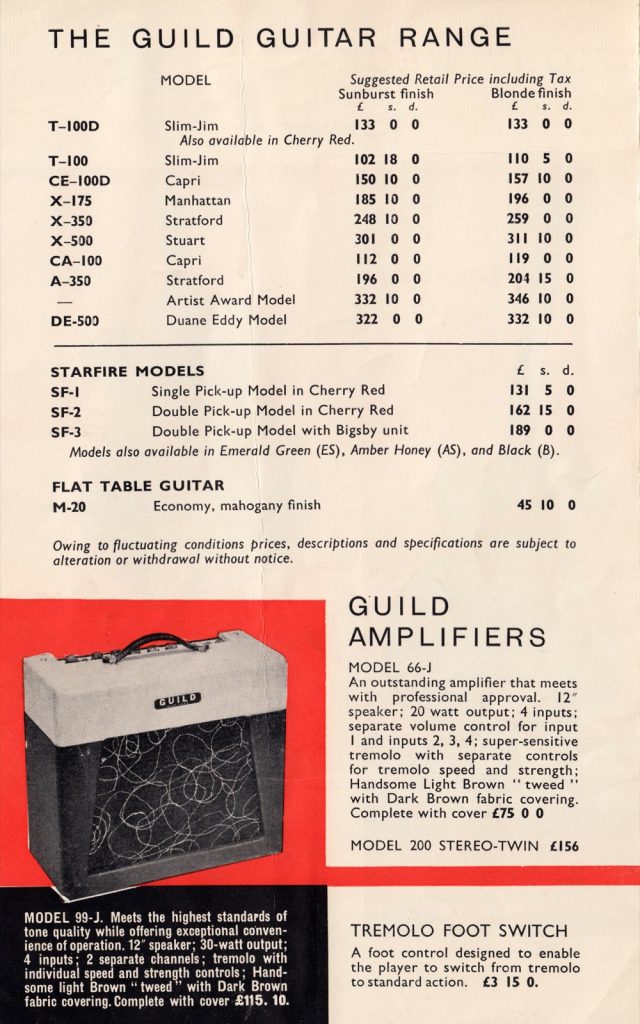 THE GUILD GUITAR RANGE
MODEL Suggested Retail Price including Tax
Sunburst finish Blonde finish
£ s. d. £ s. d.
T–100D Slim-Jim 133 0 0 133 0 0
Also available in Cherry Red.
T–100 Slim-Jim 102 18 0 110 5 0
CE–100D Capri 150 10 0 157 10 0
X–175 Manhattan 185 10 0 196 0 0
X–350 Stratford 248 10 0 259 0 0
X–500 Stuart 301 0 0 311 10 0
CA–100 Capri 112 0 0 119 0 0
A–350 Stratford 196 0 0 204 15 0
— Artist Award Model 332 10 0 346 10 0
DE-500 Duane Eddy Model 322 0 0 332 10 0
STARFIRE MODELS £ s. d.
SF-1 Single Pick-up Model in Cherry Red 131 5 0
SF-2 Double Pick-up Model in Cherry Red 162 15 0
SF-3 Double Pick-up Model with Bigsby unit 189 0 0
Models also available in Emerald Green (ES), Amber Honey (AS), and Black (B).
FLAT TABLE GUITAR
M-20 Economy, mahogany finish 45 10 0
Owing to fluctuating conditions prices, descriptions and specifications are subject to
alteration or withdrawal without notice.
GUILD
AMPLIFIERS
MODEL 66-J
An outstanding amplifier that meets
with professional approval. 12″
speaker; 20 watt output; 4 inputs;
separate volume control for input
1 and inputs 2, 3, 4; super-sensitive
tremolo with separate controls
for tremolo speed and strength;
Handsome Light Brown “ tweed ”
with Dark Brown fabric covering.
Complete with cover £75 0 0
MODEL 200 STEREO-TWIN £156
GUILD
MODEL 99-J. Meets the highest standards of
tone quality while offering exceptional conven-
ience of operation. 12″ speaker; 30-watt output;
4 inputs; 2 separate channels; tremolo with
individual speed and strength controls; Hand-
some light Brown “ tweed ” with Dark Brown
fabric covering. Complete with cover £115. 10.
TREMOLO FOOT SWITCH
A foot control designed to enable
the player to switch from tremolo
to standard action. £3 15 0.